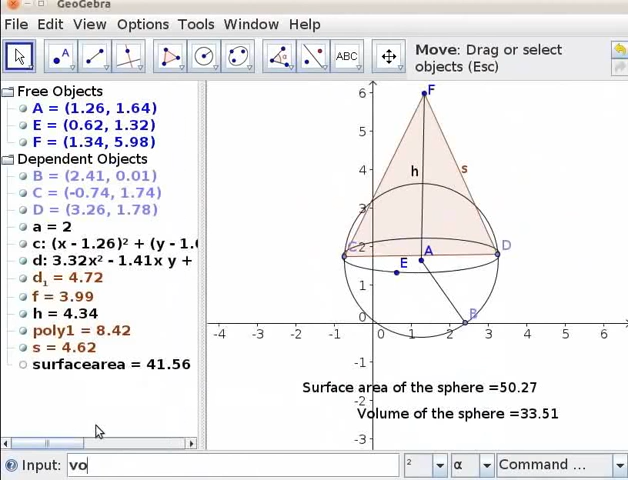 GeoGebra
File Edit View Options Tools Window Help
A
ABC
Move: Drag or select
objects (Esc)
Free Objects
A = (1.26, 1.64)
E = (0.62, 1.32)
F = (1.34, 5.98)
Dependent Objects
B = (2.41, 0.01)
C = (-0.74, 1.74)
D = (3.26, 1.78)
a = 2
c: (x - 1.26)² + (y - 1.6
d: 3.32x² - 1.41x y +
d₁ = 4.72
f = 3.99
h = 4.34
poly1 = 8.42
s = 4.62
surfacearea = 41.56
6
5
4
3
2
1
0
-1
-2
-3
-4 -3 -2 -1 0 1 2 3 4 5 6
F
h
s
C
D
A
E
B
Surface area of the sphere =50.27
Volume of the sphere =33.51
Input: vo
² α Command ...